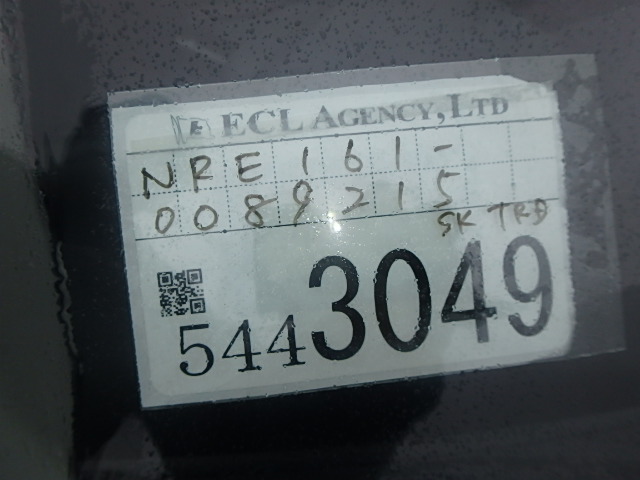 ECL AGENCY, LTD
NRE161-
0089215
SK TRD
5443049